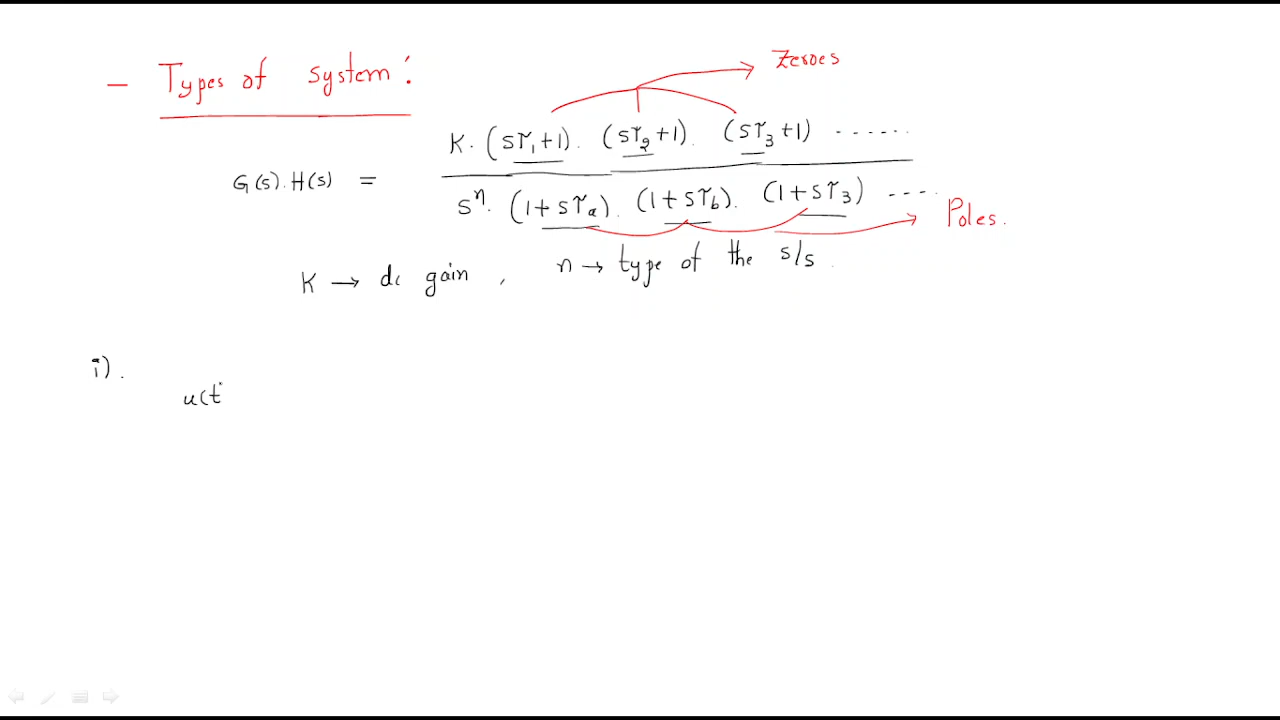 - Types of system:
zeroes
G(s).H(s) = K.(sτ₁+1).(sτ₂+1).(sτ₃+1) ......
sⁿ.(1+sτₐ).(1+sτb).(1+sτ₃) ....
Poles.
K → dc gain , n → type of the s/s
i).
u(t